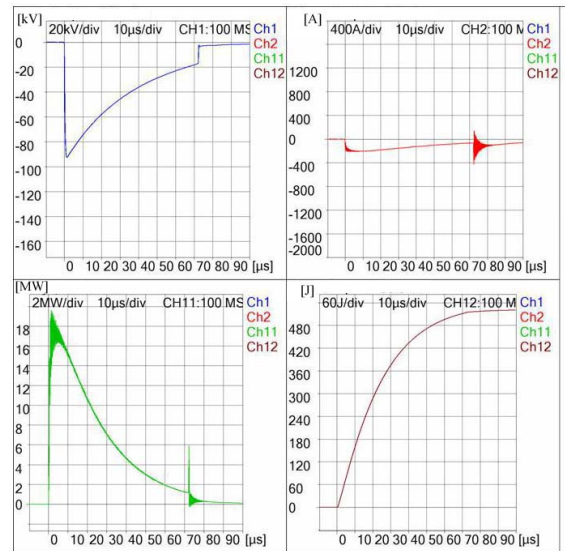 [kV]
20kV/div 10µs/div CH1:100 MS
Ch1
Ch2
Ch11
Ch12
0
-20
-40
-60
-80
-100
-120
-140
-160
0 10 20 30 40 50 60 70 80 90 [µs]
[A]
400A/div 10µs/div CH2:100 M
Ch1
Ch2
Ch11
Ch12
1200
800
400
0
-400
-800
-1200
-1600
-2000
0 10 20 30 40 50 60 70 80 90 [µs]
[MW]
2MW/div 10µs/div CH11:100 MS
Ch1
Ch2
Ch11
Ch12
18
16
14
12
10
8
6
4
2
0
0 10 20 30 40 50 60 70 80 90 [µs]
[J]
60J/div 10µs/div CH12:100 M
Ch1
Ch2
Ch11
Ch12
480
420
360
300
240
180
120
60
0
0 10 20 30 40 50 60 70 80 90 [µs]